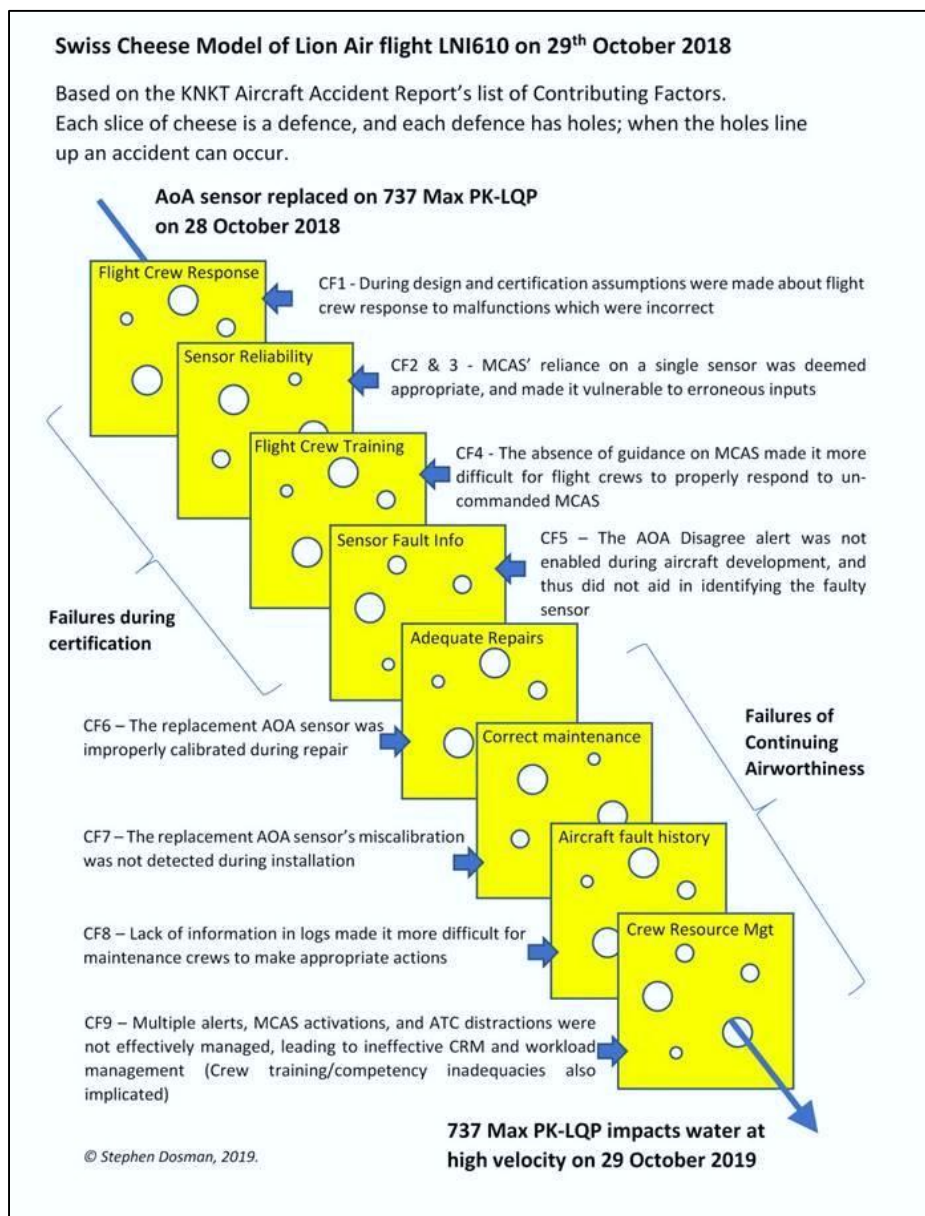 Swiss Cheese Model of Lion Air flight LNI610 on 29th October 2018
Based on the KNKT Aircraft Accident Report's list of Contributing Factors.
Each slice of cheese is a defence, and each defence has holes; when the holes line
up an accident can occur.
AoA sensor replaced on 737 Max PK-LQP
on 28 October 2018
Flight Crew Response
CF1 - During design and certification assumptions were made about flight
crew response to malfunctions which were incorrect
Sensor Reliability
CF2 & 3 - MCAS' reliance on a single sensor was deemed
appropriate, and made it vulnerable to erroneous inputs
Flight Crew Training
CF4 - The absence of guidance on MCAS made it more
difficult for flight crews to properly respond to un-
commanded MCAS
Sensor Fault Info
CF5 – The AOA Disagree alert was not
enabled during aircraft development, and
thus did not aid in identifying the faulty
sensor
Failures during
certification
Adequate Repairs
CF6 – The replacement AOA sensor was
improperly calibrated during repair
Failures of
Continuing
Airworthiness
Correct maintenance
CF7 – The replacement AOA sensor's miscalibration
was not detected during installation
Aircraft fault history
CF8 – Lack of information in logs made it more difficult for
maintenance crews to make appropriate actions
Crew Resource Mgt
CF9 – Multiple alerts, MCAS activations, and ATC distractions were
not effectively managed, leading to ineffective CRM and workload
management (Crew training/competency inadequacies also
implicated)
737 Max PK-LQP impacts water at
high velocity on 29 October 2019
© Stephen Dosman, 2019.